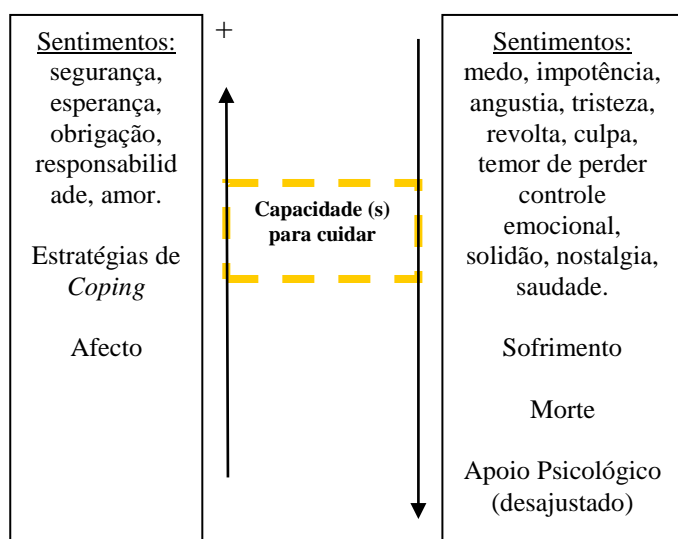 Sentimentos:
segurança,
esperança,
obrigação,
responsabilid
ade, amor.
Estratégias de
Coping
Afecto
+
Capacidade (s)
para cuidar
Sentimentos:
medo, impotência,
angustia, tristeza,
revolta, culpa,
temor de perder
controle
emocional,
solidão, nostalgia,
saudade.
Sofrimento
Morte
Apoio Psicológico
(desajustado)